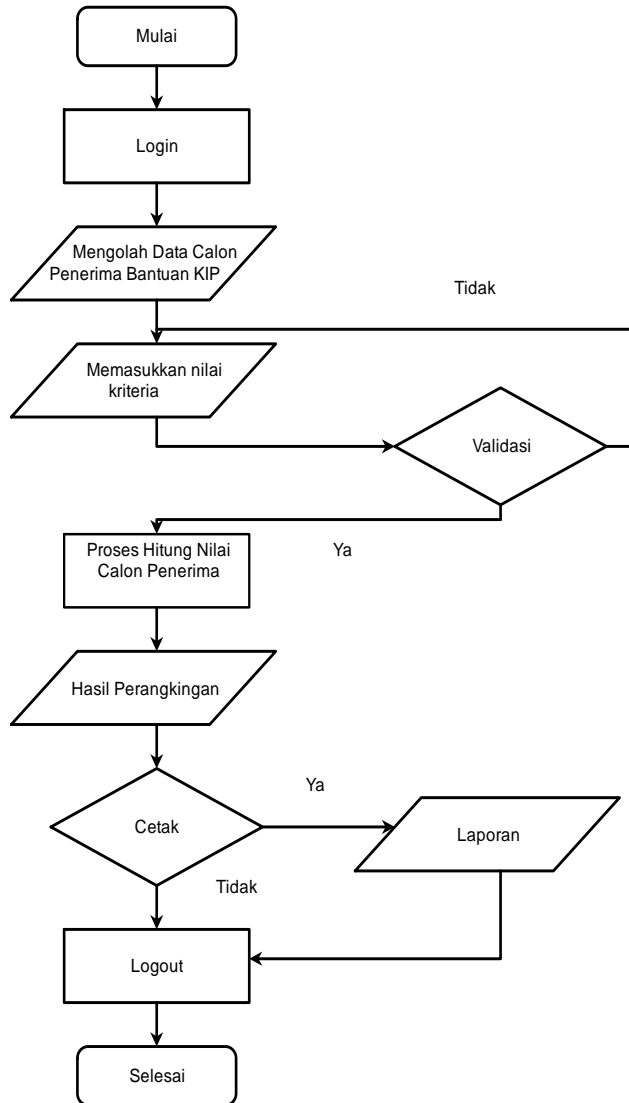 Mulai
Login
Mengolah Data Calon
Penerima Bantuan KIP
Tidak
Memasukkan nilai
kriteria
Validasi
Ya
Proses Hitung Nilai
Calon Penerima
Hasil Perangkingan
Ya
Cetak
Laporan
Tidak
Logout
Selesai